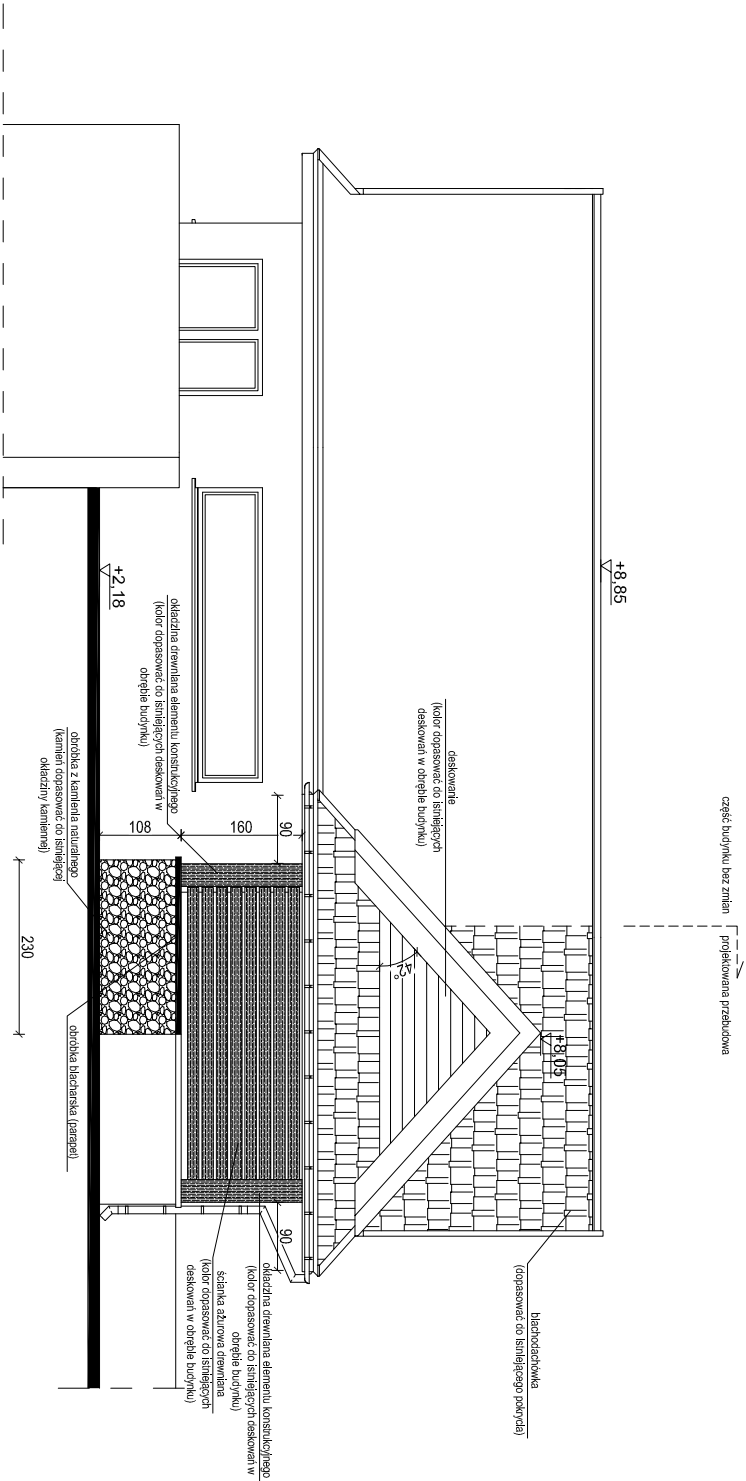 część budynku bez zmian
projektowana przebudowa
+8,85
+8,05
42°
deskowanie
(kolor dopasować do istniejących
deskowań w obrębie budynku)
blachodachówka
(dopasować do istniejącego pokrycia)
90
90
160
108
okładzina drewniana elementu konstrukcyjnego
(kolor dopasować do istniejących deskowań w
obrębie budynku)
okładzina drewniana elementu konstrukcyjnego
(kolor dopasować do istniejących deskowań w
obrębie budynku)
ścianka ażurowa drewniana
(kolor dopasować do istniejących
deskowań w obrębie budynku)
+2,18
obróbka z kamienia naturalnego
(kamień dopasować do istniejącej
okładziny kamiennej)
obróbka blacharska (parapet)
230